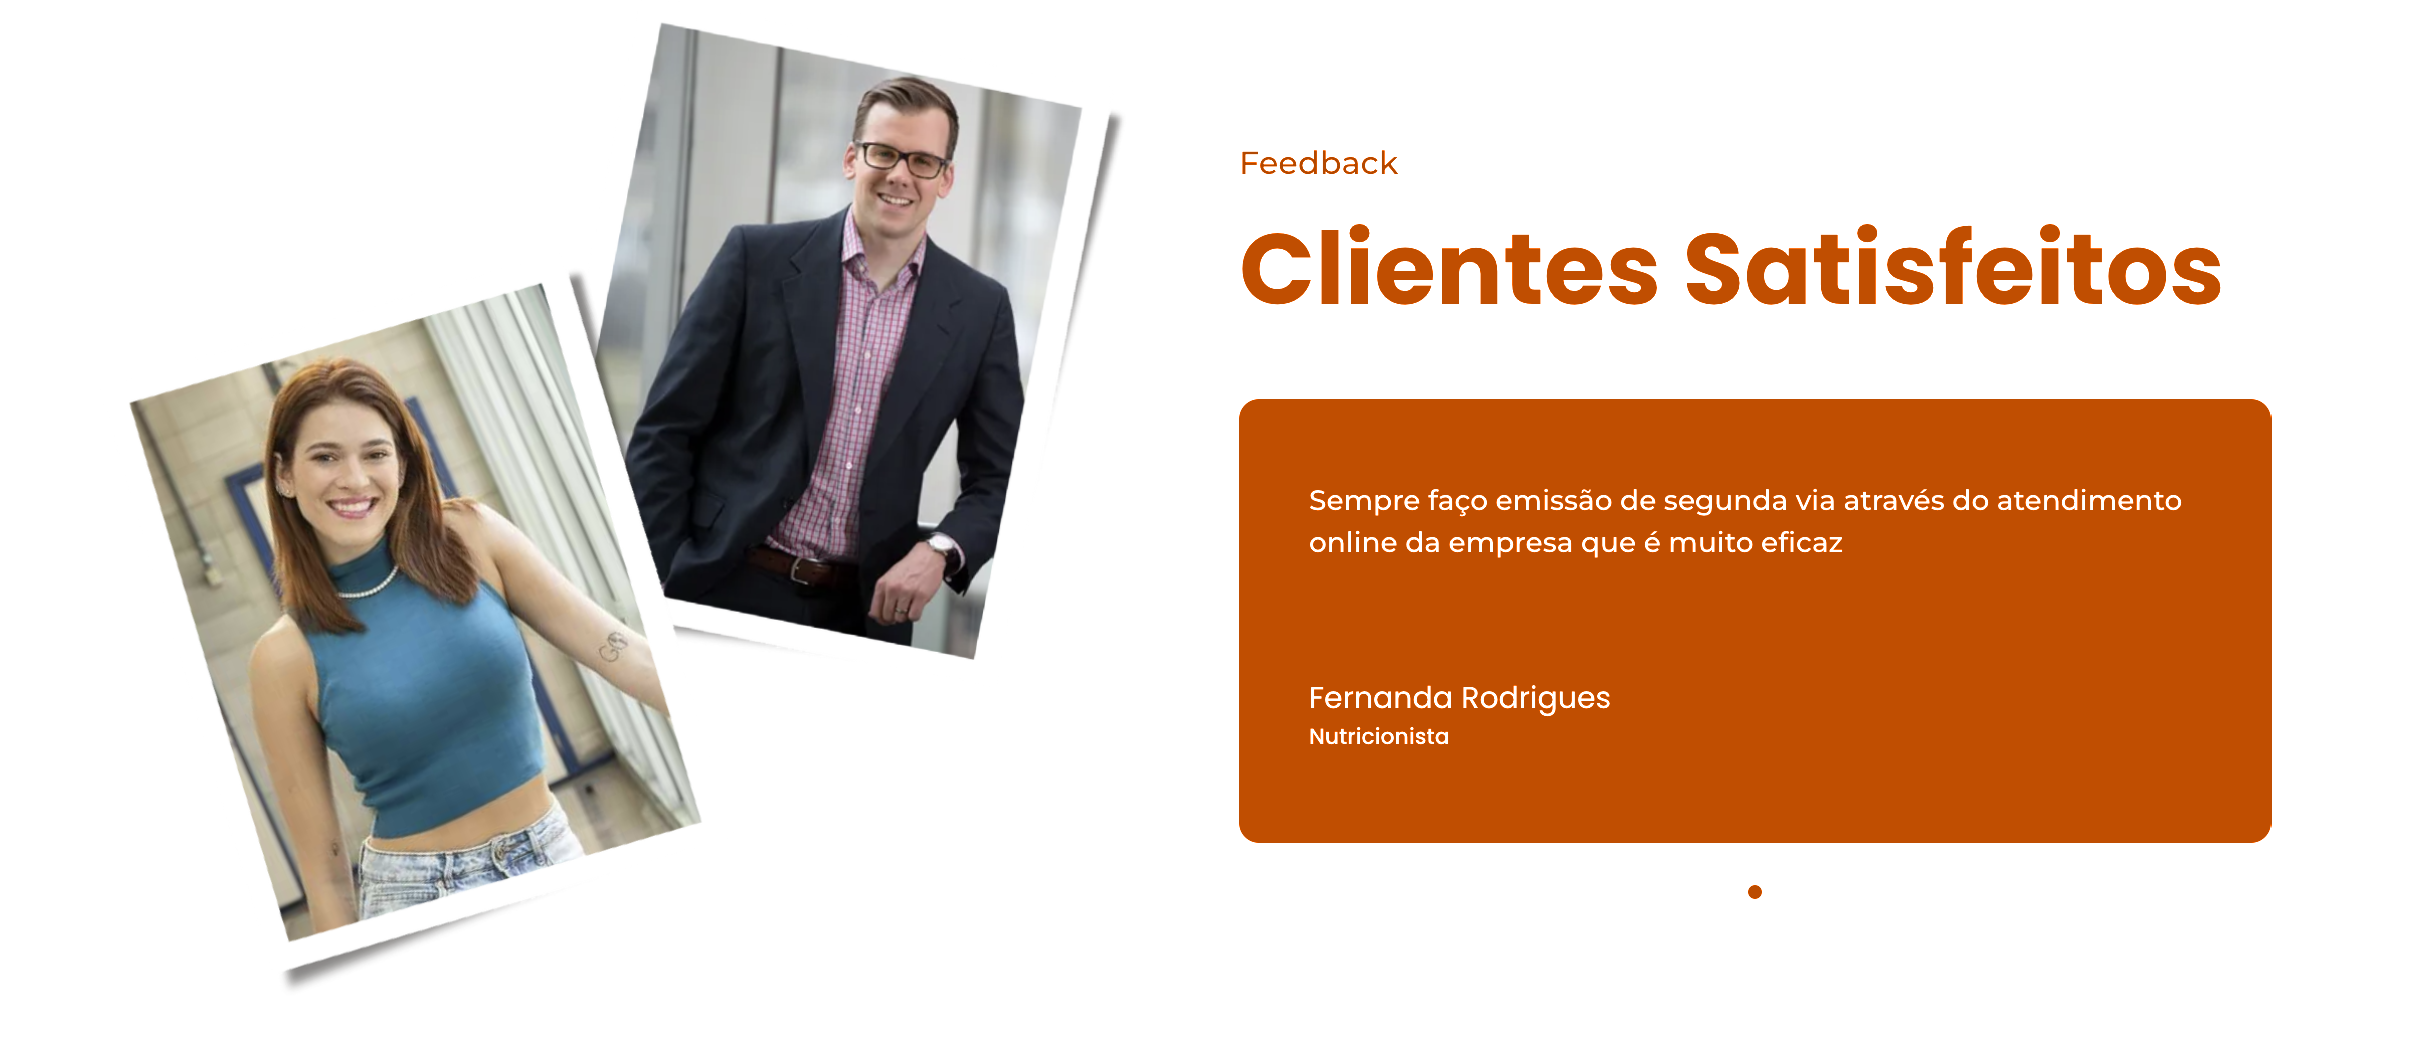 Feedback
Clientes Satisfeitos
Sempre faço emissão de segunda via através do atendimento
online da empresa que é muito eficaz
Fernanda Rodrigues
Nutricionista